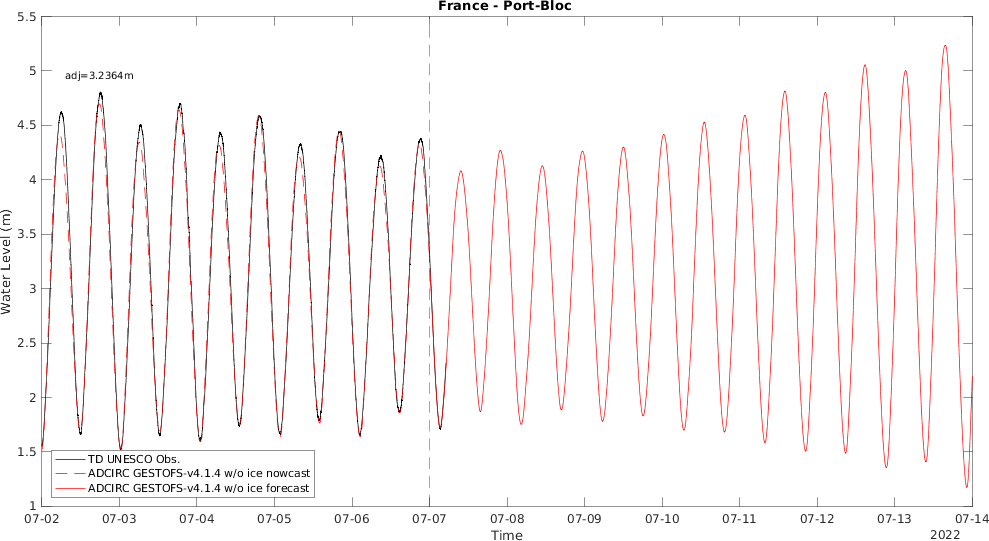 France - Port-Bloc
adj=3.2364m
Water Level (m)
5.5
5
4.5
4
3.5
3
2.5
2
1.5
1
TD UNESCO Obs.
ADCIRC GESTOFS-v4.1.4 w/o ice nowcast
ADCIRC GESTOFS-v4.1.4 w/o ice forecast
07-02 07-03 07-04 07-05 07-06 07-07 07-08 07-09 07-10 07-11 07-12 07-13 07-14
Time
2022